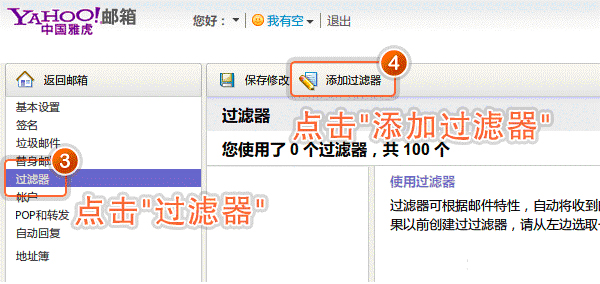 YAHOO!邮箱
中国雅虎
您好： 我有空 退出
返回邮箱
保存修改
添加过滤器
4
基本设置
签名
垃圾邮件
替身邮
3
过滤器
帐户
POP和转发
自动回复
地址簿
点击"过滤器"
过滤器
点击"添加过滤器"
您使用了 0 个过滤器，共 100 个
使用过滤器
过滤器可根据邮件特性，自动将收到
果以前创建过过滤器，请从左边选取